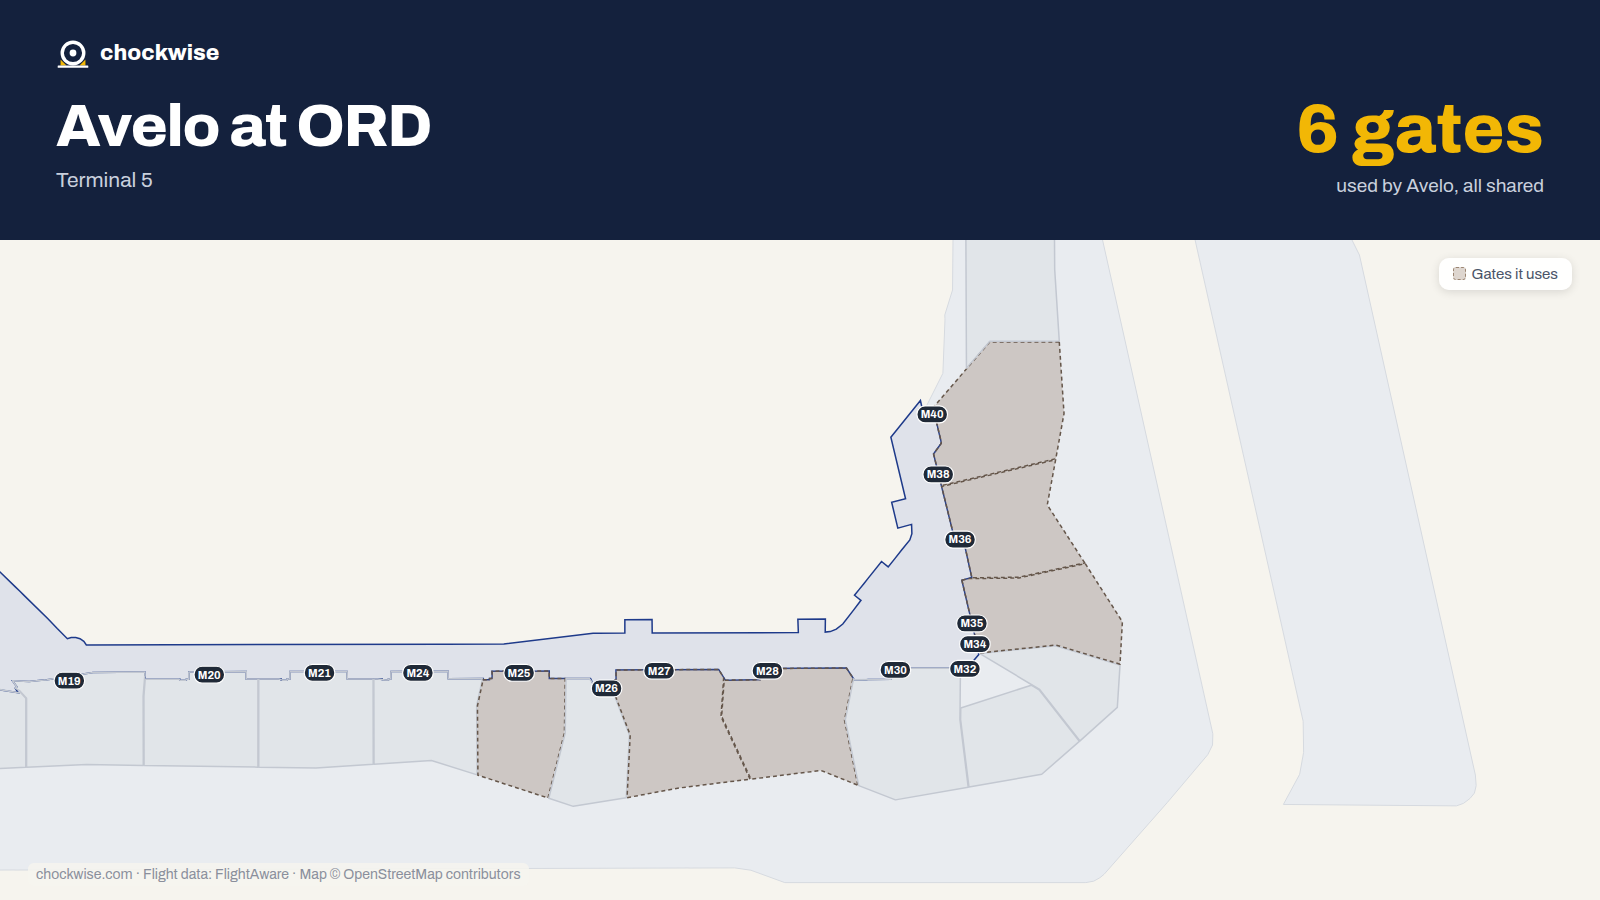 chockwise
Avelo at ORD
Terminal 5
6 gates
used by Avelo, all shared
Gates it uses
M40
M38
M36
M35
M34
M32
M30
M28
M27
M26
M25
M24
M21
M20
M19
chockwise.com · Flight data: FlightAware · Map © OpenStreetMap contributors